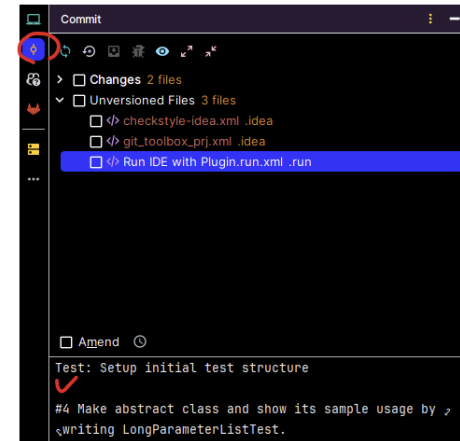 Commit
Changes 2 files
Unversioned Files 3 files
checkstyle-idea.xml .idea
git_toolbox_prj.xml .idea
Run IDE with Plugin.run.xml .run
Amend
Test: Setup initial test structure
#4 Make abstract class and show its sample usage by
writing LongParameterListTest.